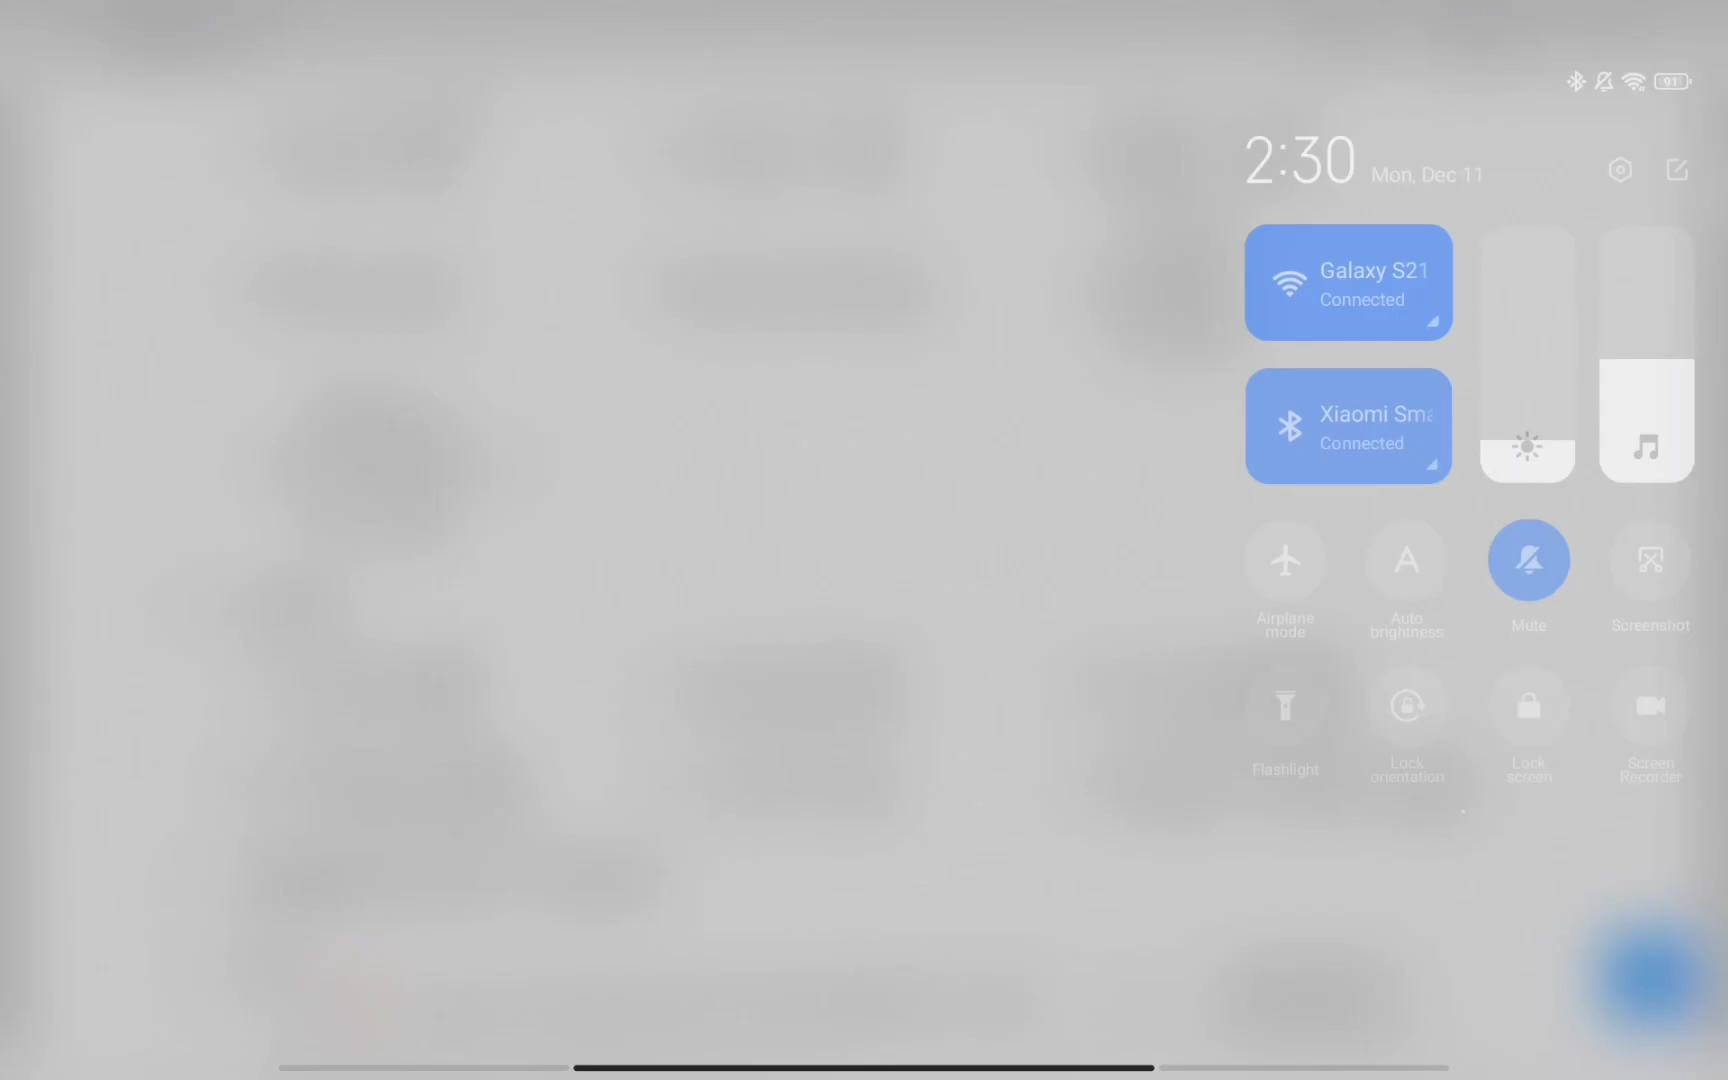 91
2:30 Mon, Dec 11
Galaxy S21
Connected
Xiaomi Sma
Connected
Airplane mode
Auto brightness
Mute
Screenshot
Flashlight
Lock orientation
Lock screen
Screen Recorder